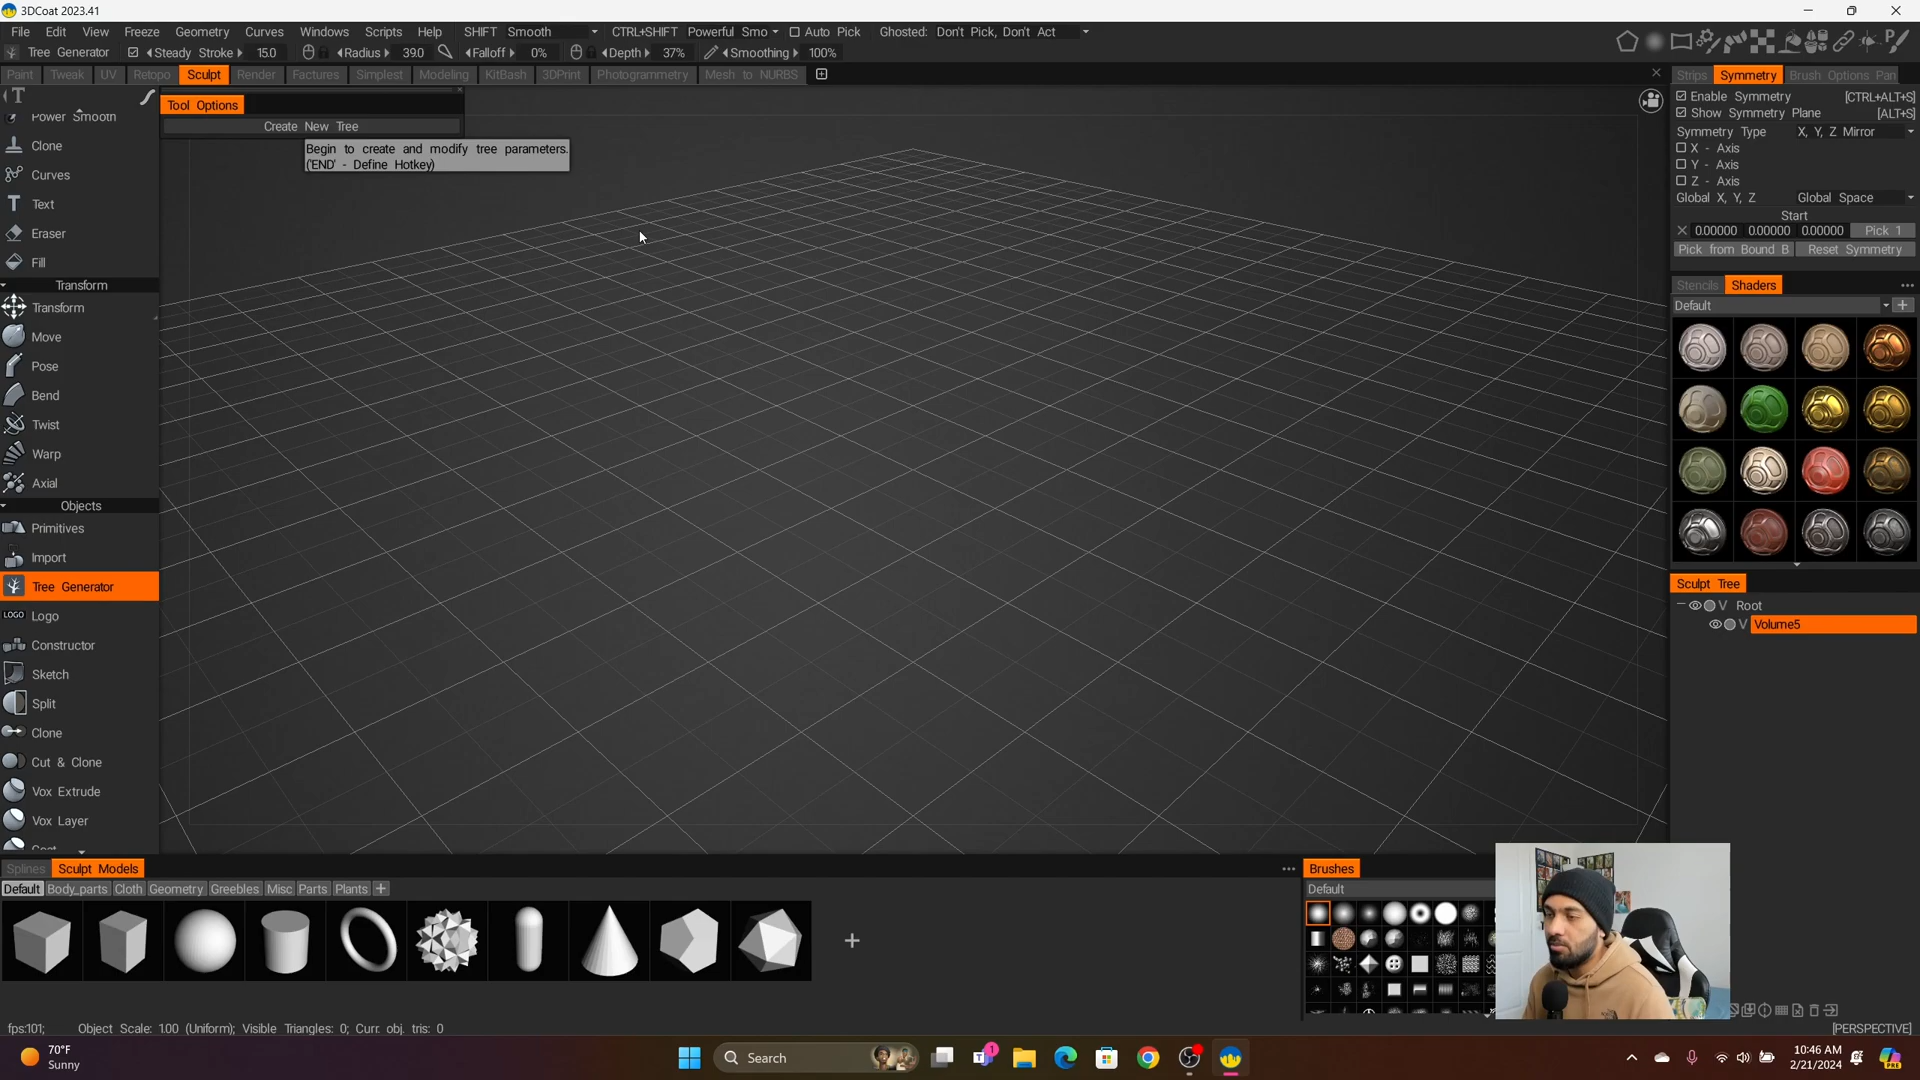 3DCoat 2023.41
File Edit View Freeze Geometry Curves Windows Scripts Help SHIFT Smooth CTRL+SHIFT Powerful Smo Auto Pick Ghosted: Don't Pick, Don't Act
Tree Generator Steady Stroke 15.0 Radius 39.0 Falloff 0% Depth 37% Smoothing 100%
Paint Tweak UV Retopo Sculpt Render Factures Simplest Modeling KitBash 3DPrint Photogrammetry Mesh to NURBS
T
Power Smooth
Clone
Curves
Text
Eraser
Fill
Transform
Transform
Move
Pose
Bend
Twist
Warp
Axial
Objects
Primitives
Import
Tree Generator
LOGO Logo
Constructor
Sketch
Split
Clone
Cut & Clone
Vox Extrude
Vox Layer
Tool Options
Create New Tree
Begin to create and modify tree parameters.
('END' - Define Hotkey)
Strips Symmetry Brush Options Pan
Enable Symmetry [CTRL+ALT+S]
Show Symmetry Plane [ALT+S]
Symmetry Type X, Y, Z Mirror
X - Axis
Y - Axis
Z - Axis
Global X, Y, Z Global Space
Start
0.00000 0.00000 0.00000 Pick 1
Pick from Bound B Reset Symmetry
Stencils Shaders
Default
Sculpt Tree
V Root
V Volume5
Splines Sculpt Models
Default Body_parts Cloth Geometry Greebles Misc Parts Plants +
Brushes
Default
fps:101; Object Scale: 1.00 (Uniform); Visible Triangles: 0; Curr. obj. tris: 0
[PERSPECTIVE]
70°F
Sunny
Search
1
10:46 AM
2/21/2024
PRE